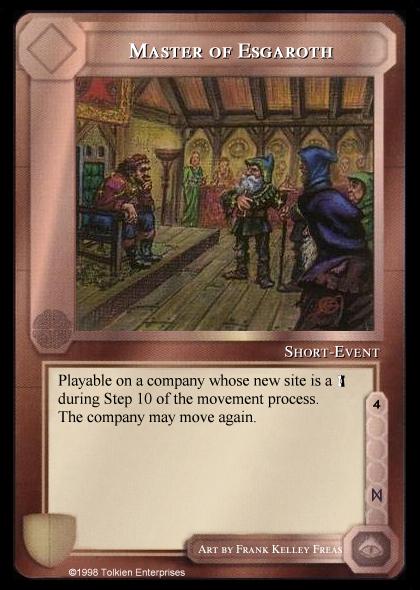 Master of Esgaroth
Short-Event
Playable on a company whose new site is a
during Step 10 of the movement process.
The company may move again.
4
Art by Frank Kelley Freas
©1998 Tolkien Enterprises